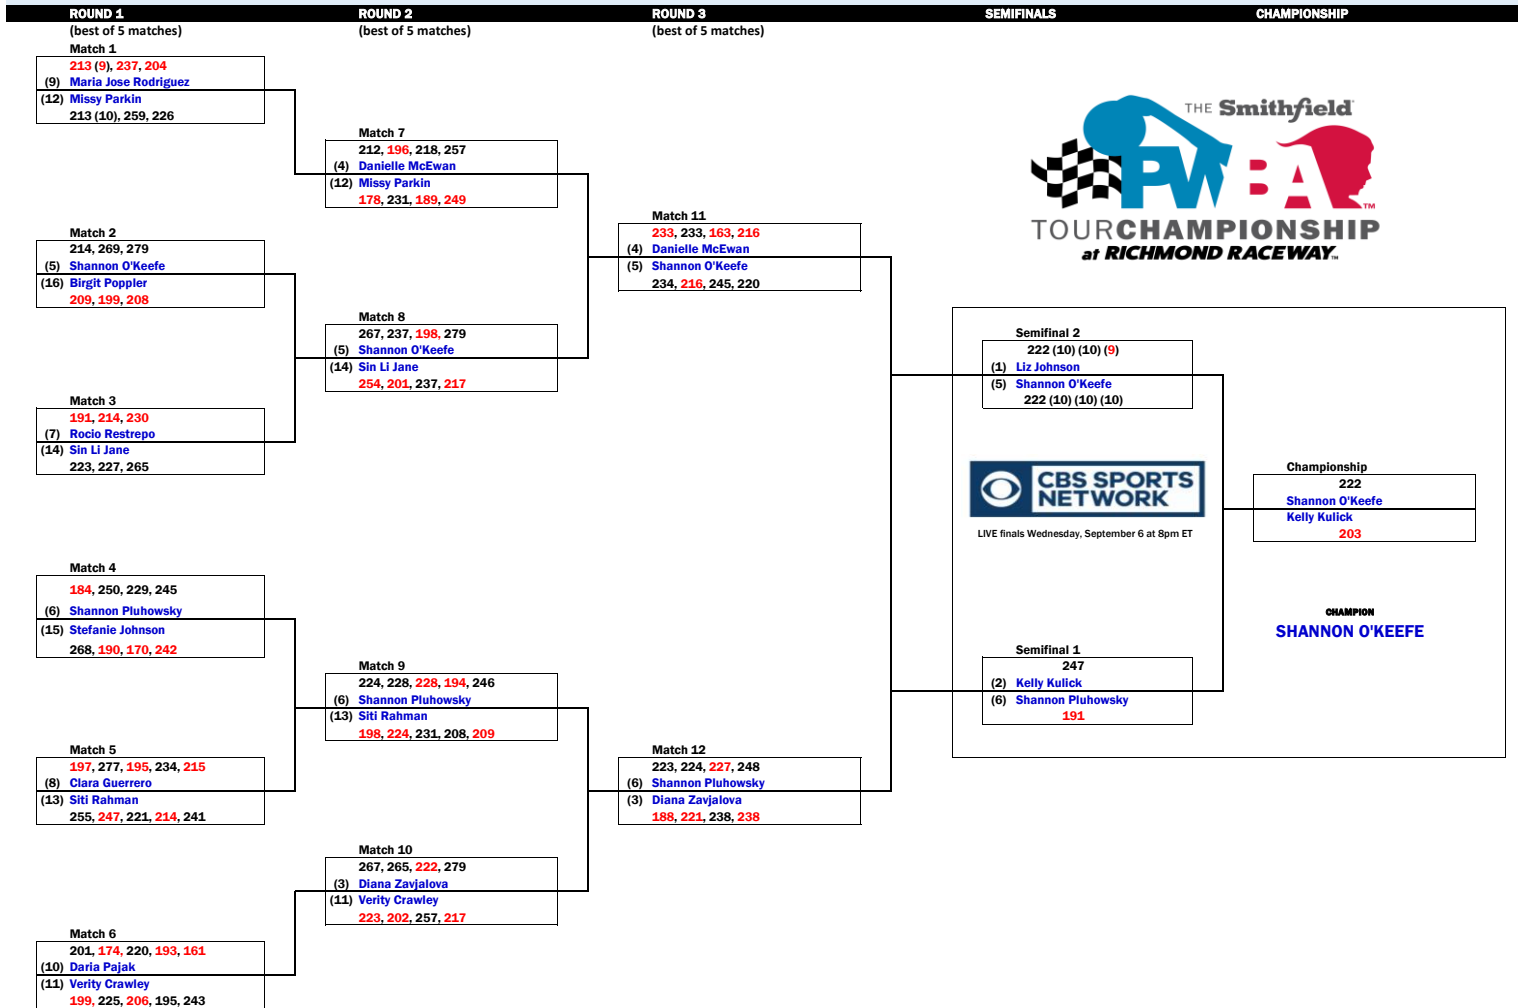 ROUND 1 ROUND 2 ROUND 3 SEMIFINALS CHAMPIONSHIP
(best of 5 matches) (best of 5 matches) (best of 5 matches)
Match 1
213 (9), 237, 204
(9) Maria Jose Rodriguez
(12) Missy Parkin
213 (10), 259, 226
Match 2
214, 269, 279
(5) Shannon O'Keefe
(16) Birgit Poppler
209, 199, 208
Match 3
191, 214, 230
(7) Rocio Restrepo
(14) Sin Li Jane
223, 227, 265
Match 4
184, 250, 229, 245
(6) Shannon Pluhowsky
(15) Stefanie Johnson
268, 190, 170, 242
Match 5
197, 277, 195, 234, 215
(8) Clara Guerrero
(13) Siti Rahman
255, 247, 221, 214, 241
Match 6
201, 174, 220, 193, 161
(10) Daria Pajak
(11) Verity Crawley
199, 225, 206, 195, 243
Match 7
212, 196, 218, 257
(4) Danielle McEwan
(12) Missy Parkin
178, 231, 189, 249
Match 8
267, 237, 198, 279
(5) Shannon O'Keefe
(14) Sin Li Jane
254, 201, 237, 217
Match 9
224, 228, 228, 194, 246
(6) Shannon Pluhowsky
(13) Siti Rahman
198, 224, 231, 208, 209
Match 10
267, 265, 222, 279
(3) Diana Zavjalova
(11) Verity Crawley
223, 202, 257, 217
Match 11
233, 233, 163, 216
(4) Danielle McEwan
(5) Shannon O'Keefe
234, 216, 245, 220
Match 12
223, 224, 227, 248
(6) Shannon Pluhowsky
(3) Diana Zavjalova
188, 221, 238, 238
THE Smithfield
PWBA TM
TOURCHAMPIONSHIP
at RICHMOND RACEWAY™
Semifinal 2
222 (10) (10) (9)
(1) Liz Johnson
(5) Shannon O'Keefe
222 (10) (10) (10)
CBS SPORTS
NETWORK
LIVE finals Wednesday, September 6 at 8pm ET
Semifinal 1
247
(2) Kelly Kulick
(6) Shannon Pluhowsky
191
Championship
222
Shannon O'Keefe
Kelly Kulick
203
CHAMPION
SHANNON O'KEEFE